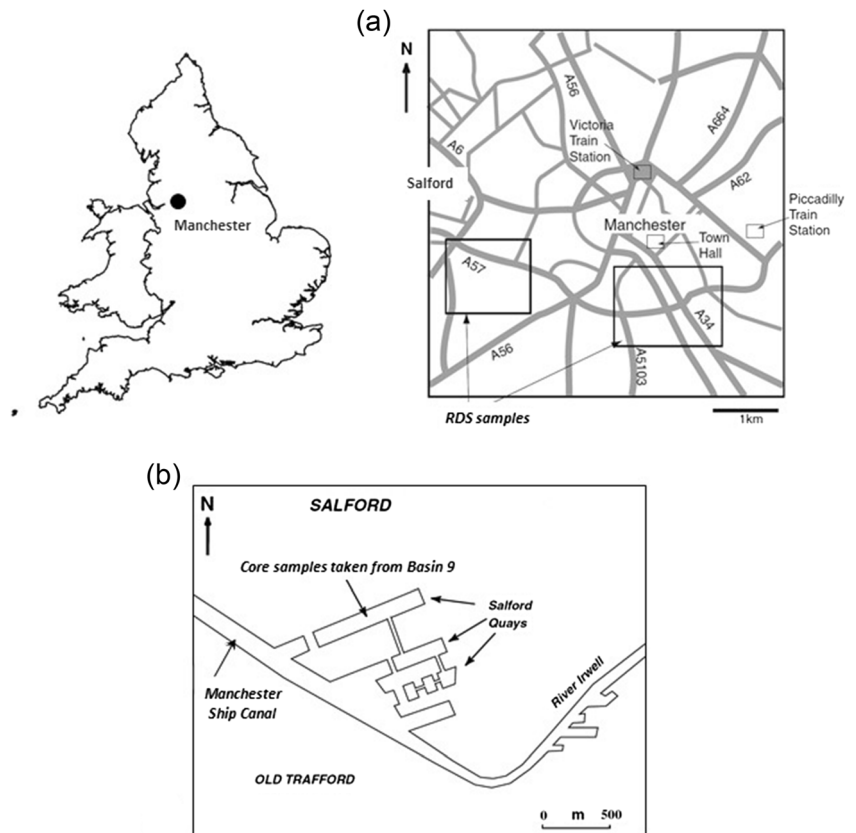 Manchester
(a)
N
A56
A664
Victoria
Train
Station
A6
A62
Salford
Piccadilly
Train
Station
Manchester
Town
Hall
A57
A34
A56
A5103
RDS samples
1km
(b)
N
SALFORD
Core samples taken from Basin 9
Salford
Quays
River Irwell
Manchester
Ship Canal
OLD TRAFFORD
0 m 500